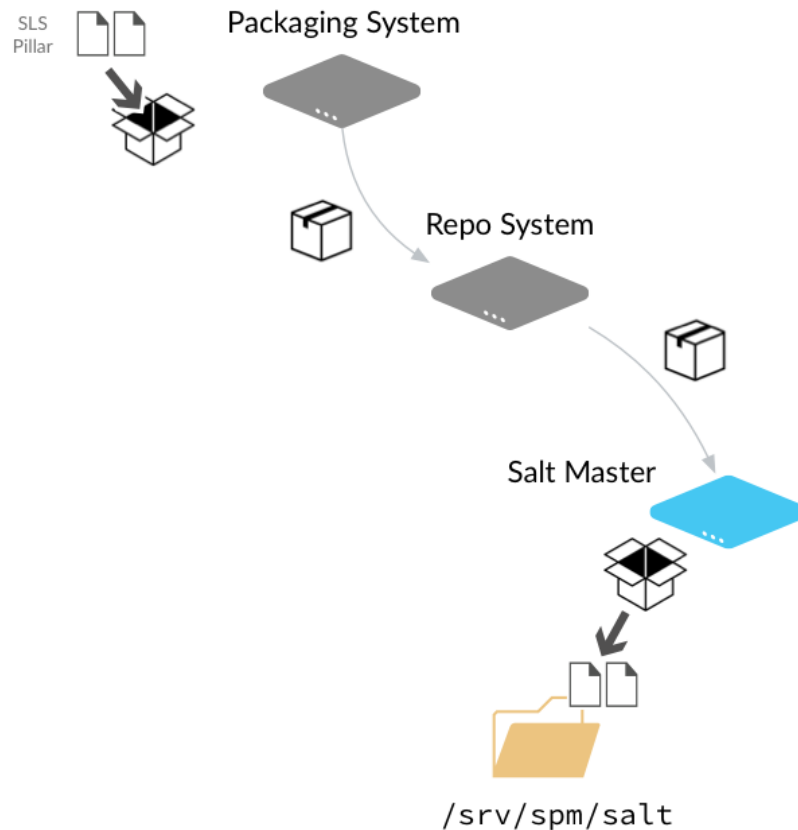 SLS
Pillar
Packaging System
Repo System
Salt Master
/srv/spm/salt